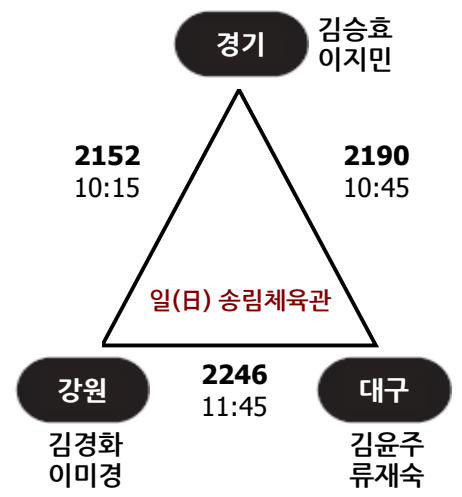 경기
김승효
이지민
2152
10:15
2190
10:45
일(日) 송림체육관
강원
2246
11:45
대구
김경화
이미경
김윤주
류재숙